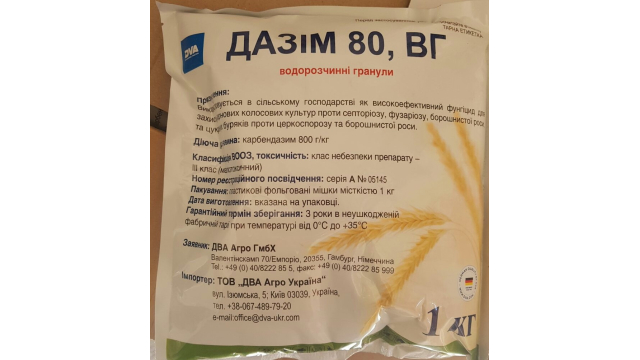 ТАРНА ЕТИКЕТКА
DVA
ДАЗІМ 80, ВГ
водорозчинні гранули
Призначення:
Використовується в сільському господарстві як високоефективний фунгіцид для
захисту зернових колосових культур проти септоріозу, фузаріозу, борошнистої роси
та цукрових буряків проти церкоспорозу та борошнистої роси.
Діюча речовина: карбендазим 800 г/кг
Класифікація ВООЗ, токсичність: клас небезпеки препарату –
III клас
Номер реєстраційного посвідчення: серія А № 05145
Пакування: пластикові фольговані мішки місткістю 1 кг
Дата виготовлення: вказана на упаковці.
Гарантійний термін зберігання: 3 роки в неушкодженій
фабричній тарі при температурі від 0°С до +35°С
Заявник: ДВА Агро ГмбХ
Валентінскамп 70/Емпоріо, 20355, Гамбург, Німеччина
Tel.: +49 (0) 40/8222 85 5, факс: +49 (0) 40/8222 85 999
Імпортер: ТОВ „ДВА Агро Україна"
вул. Ізюмська, 5; Київ 03039, Україна,
тел. +38-067-489-79-20
e-mail:office@dva-ukr.com
1 КГ